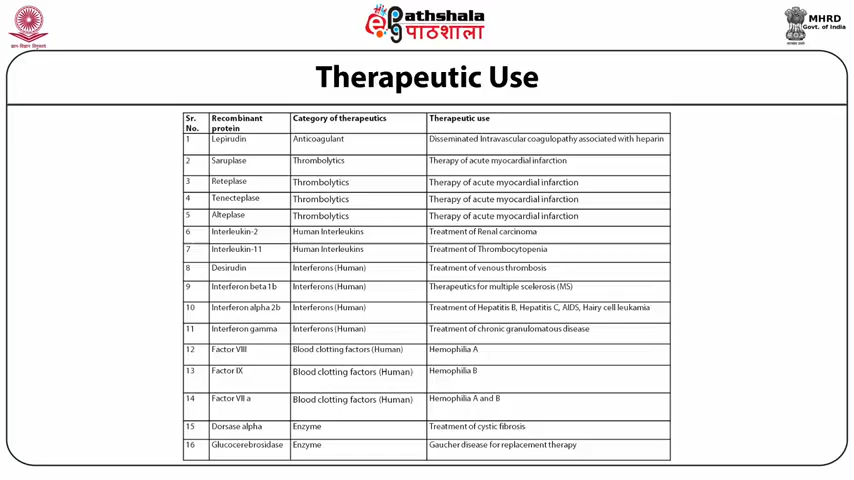 ज्ञान-विज्ञान विमुक्तये
Pathshala
पाठशाला
MHRD
Govt. of India
सत्यमेव जयते
Therapeutic Use
Sr. No. Recombinant protein Category of therapeutics Therapeutic use
1 Lepirudin Anticoagulant Disseminated Intravascular coagulopathy associated with heparin
2 Saruplase Thrombolytics Therapy of acute myocardial infarction
3 Reteplase Thrombolytics Therapy of acute myocardial infarction
4 Tenecteplase Thrombolytics Therapy of acute myocardial infarction
5 Alteplase Thrombolytics Therapy of acute myocardial infarction
6 Interleukin-2 Human Interleukins Treatment of Renal carcinoma
7 Interleukin-11 Human Interleukins Treatment of Thrombocytopenia
8 Desirudin Interferons (Human) Treatment of venous thrombosis
9 Interferon beta 1b Interferons (Human) Therapeutics for multiple scelerosis (MS)
10 Interferon alpha 2b Interferons (Human) Treatment of Hepatitis B, Hepatitis C, AIDS, Hairy cell leukamia
11 Interferon gamma Interferons (Human) Treatment of chronic granulomatous disease
12 Factor VIII Blood clotting factors (Human) Hemophilia A
13 Factor IX Blood clotting factors (Human) Hemophilia B
14 Factor VII a Blood clotting factors (Human) Hemophilia A and B
15 Dorsase alpha Enzyme Treatment of cystic fibrosis
16 Glucocerebrosidase Enzyme Gaucher disease for replacement therapy